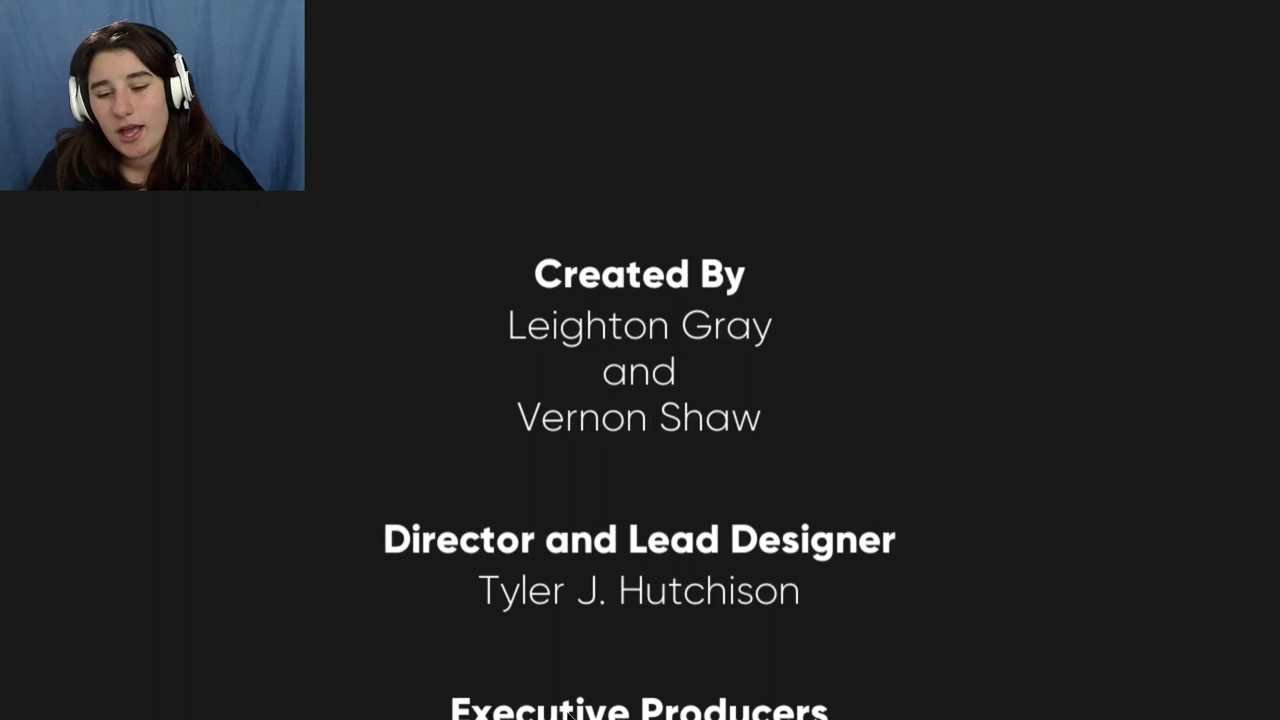 Created By
Leighton Gray
and
Vernon Shaw
Director and Lead Designer
Tyler J. Hutchison
Executive Producers